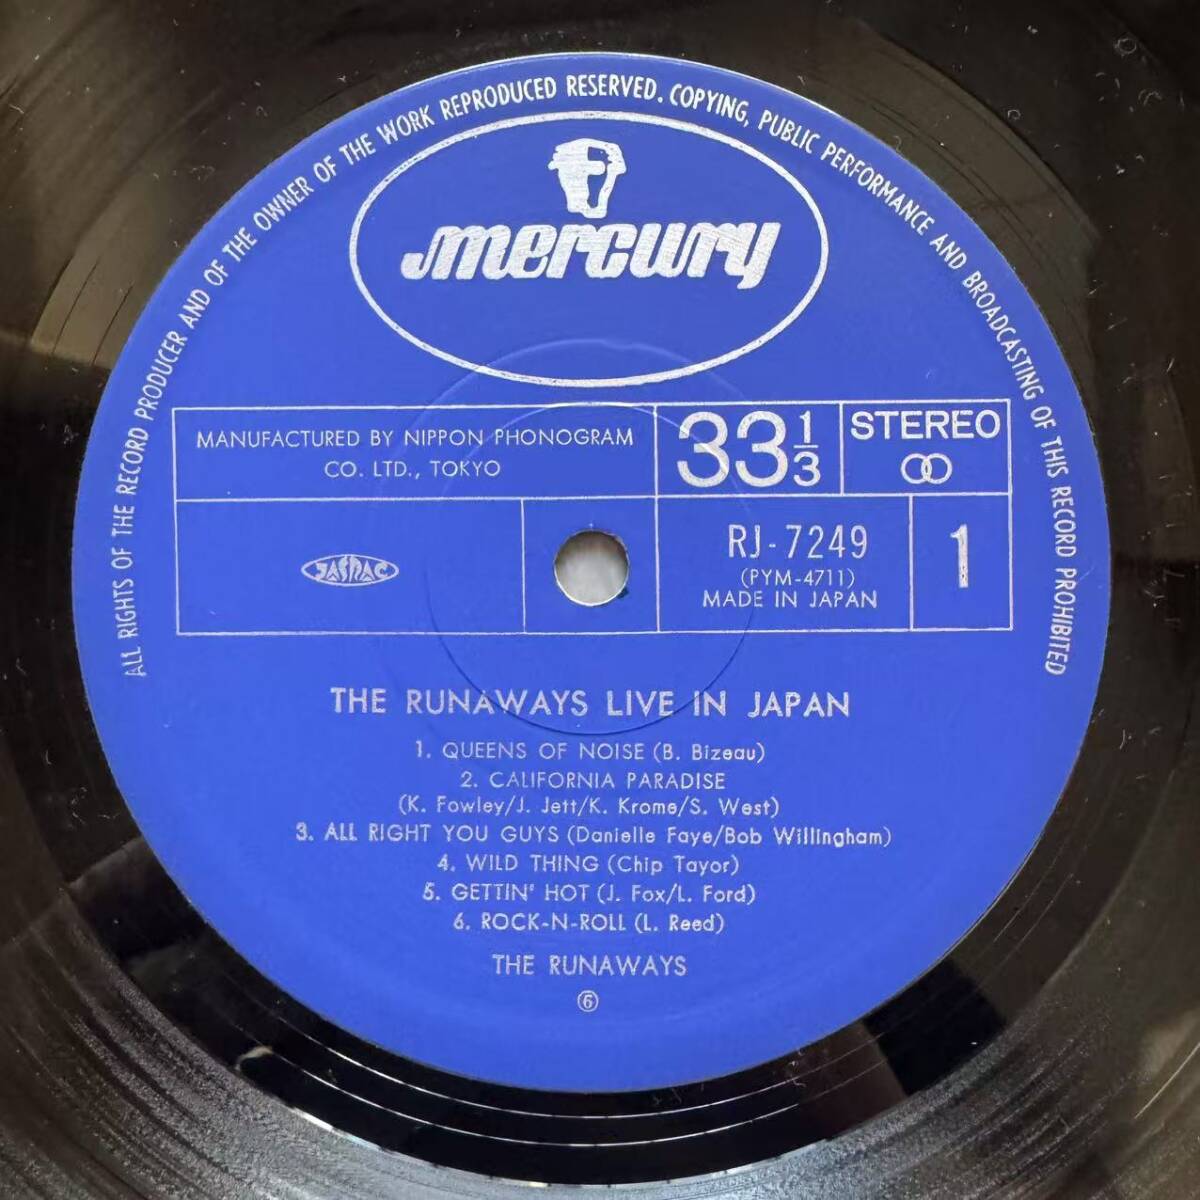 ALL RIGHTS OF THE RECORD PRODUCER AND OF THE OWNER OF THE WORK REPRODUCED RESERVED. COPYING, PUBLIC PERFORMANCE AND BROADCASTING OF THIS RECORD PROHIBITED
mercury
MANUFACTURED BY NIPPON PHONOGRAM
CO. LTD., TOKYO
33 1/3
STEREO
JASRAC
RJ-7249
(PYM-4711)
MADE IN JAPAN
1
THE RUNAWAYS LIVE IN JAPAN
1. QUEENS OF NOISE (B. Bizeau)
2. CALIFORNIA PARADISE
(K. Fowley/J. Jett/K. Krome/S. West)
3. ALL RIGHT YOU GUYS (Danielle Faye/Bob Willingham)
4. WILD THING (Chip Tayor)
5. GETTIN' HOT (J. Fox/L. Ford)
6. ROCK-N-ROLL (L. Reed)
THE RUNAWAYS
⑥